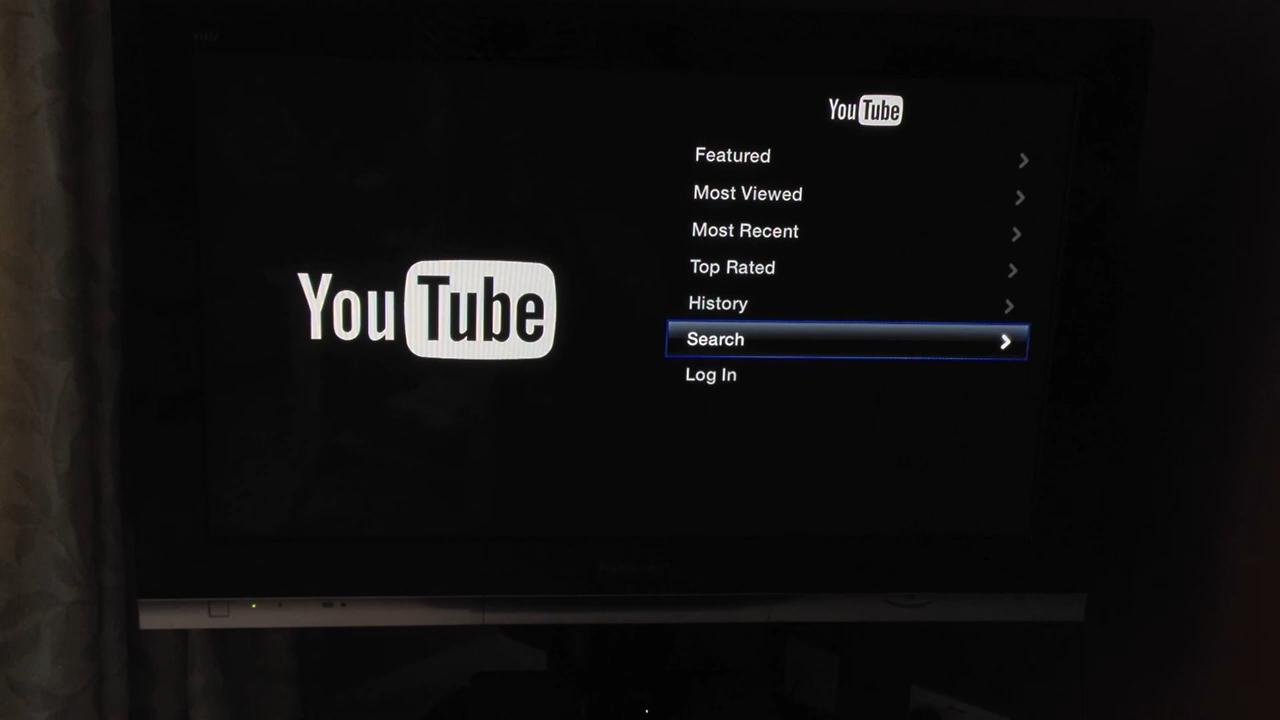 YouTube
YouTube
Featured
Most Viewed
Most Recent
Top Rated
History
Search
Log In